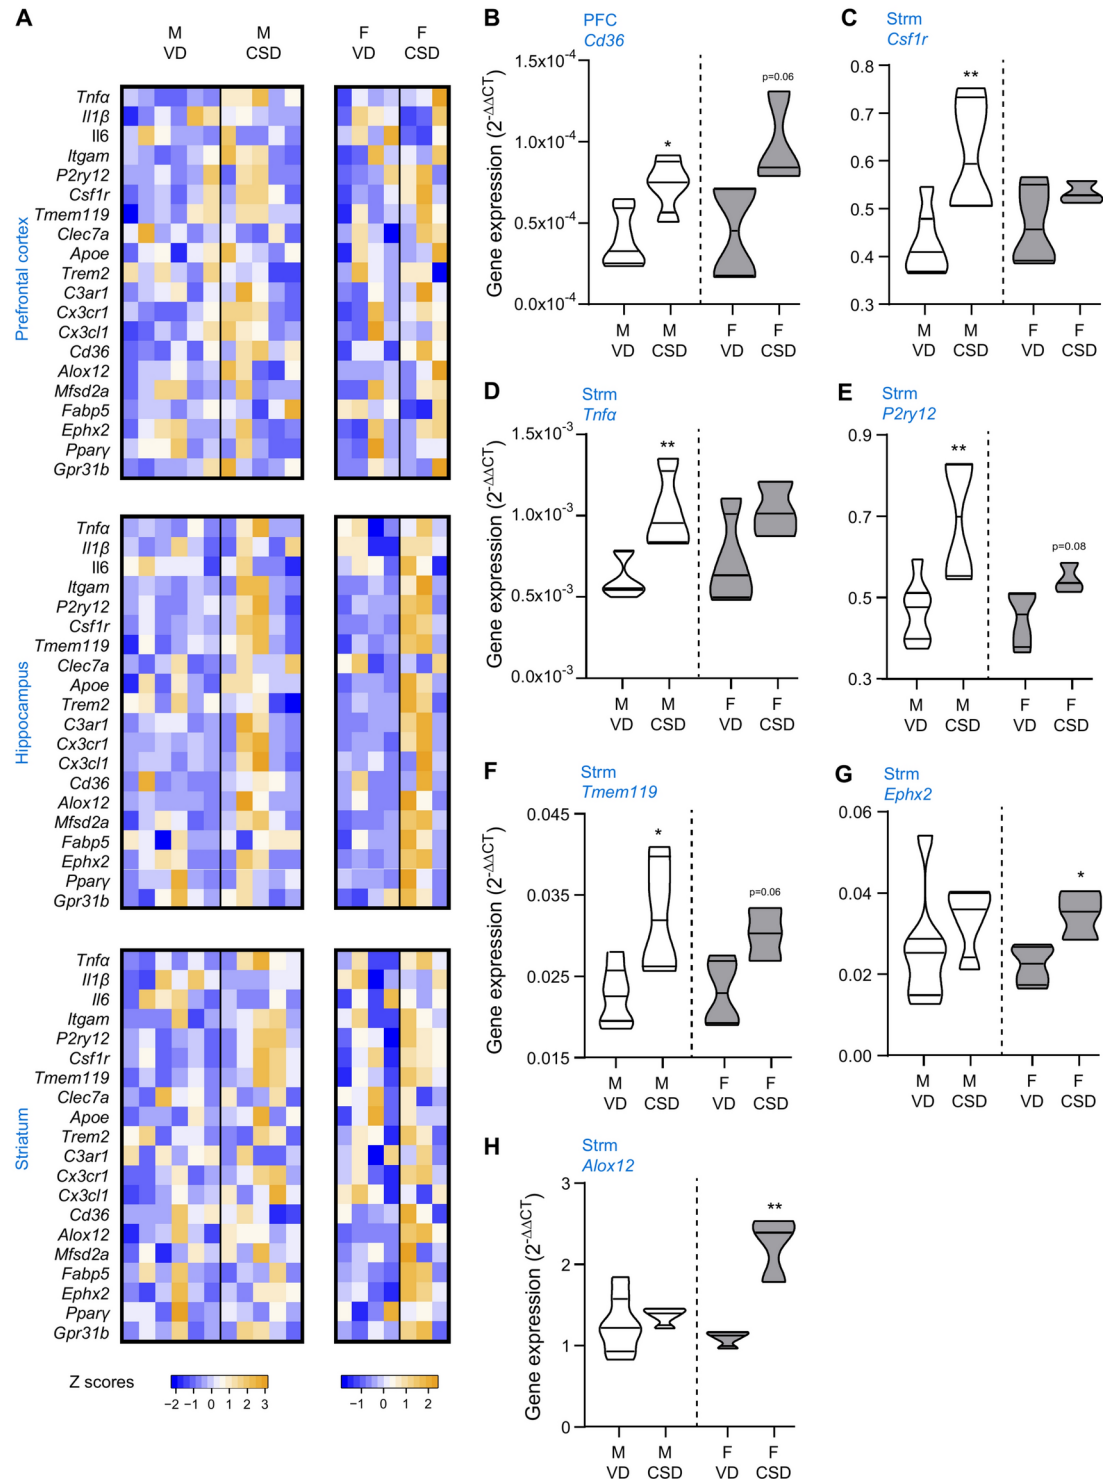 A
M M F F
VD CSD VD CSD
Prefrontal cortex
Tnfα
Il1β
Il6
Itgam
P2ry12
Csf1r
Tmem119
Clec7a
Apoe
Trem2
C3ar1
Cx3cr1
Cx3cl1
Cd36
Alox12
Mfsd2a
Fabp5
Ephx2
Pparγ
Gpr31b
Hippocampus
Tnfα
Il1β
Il6
Itgam
P2ry12
Csf1r
Tmem119
Clec7a
Apoe
Trem2
C3ar1
Cx3cr1
Cx3cl1
Cd36
Alox12
Mfsd2a
Fabp5
Ephx2
Pparγ
Gpr31b
Striatum
Tnfα
Il1β
Il6
Itgam
P2ry12
Csf1r
Tmem119
Clec7a
Apoe
Trem2
C3ar1
Cx3cr1
Cx3cl1
Cd36
Alox12
Mfsd2a
Fabp5
Ephx2
Pparγ
Gpr31b
Z scores
−2 −1 0 1 2 3
−1 0 1 2
B
PFC
Cd36
Gene expression (2-ΔΔCT)
1.5x10-4
1.0x10-4
0.5x10-4
0.0x10-4
*
p=0.06
M M F F
VD CSD VD CSD
C
Strm
Csf1r
0.8
0.7
0.6
0.5
0.4
0.3
**
M M F F
VD CSD VD CSD
D
Strm
Tnfα
Gene expression (2-ΔΔCT)
1.5x10-3
1.0x10-3
0.5x10-3
0.0x10-3
**
M M F F
VD CSD VD CSD
E
Strm
P2ry12
0.9
0.7
0.5
0.3
**
p=0.08
M M F F
VD CSD VD CSD
F
Strm
Tmem119
Gene expression (2-ΔΔCT)
0.045
0.035
0.025
0.015
*
p=0.06
M M F F
VD CSD VD CSD
G
Strm
Ephx2
0.06
0.04
0.02
0.00
*
M M F F
VD CSD VD CSD
H
Strm
Alox12
Gene expression (2-ΔΔCT)
3
2
1
0
**
M M F F
VD CSD VD CSD